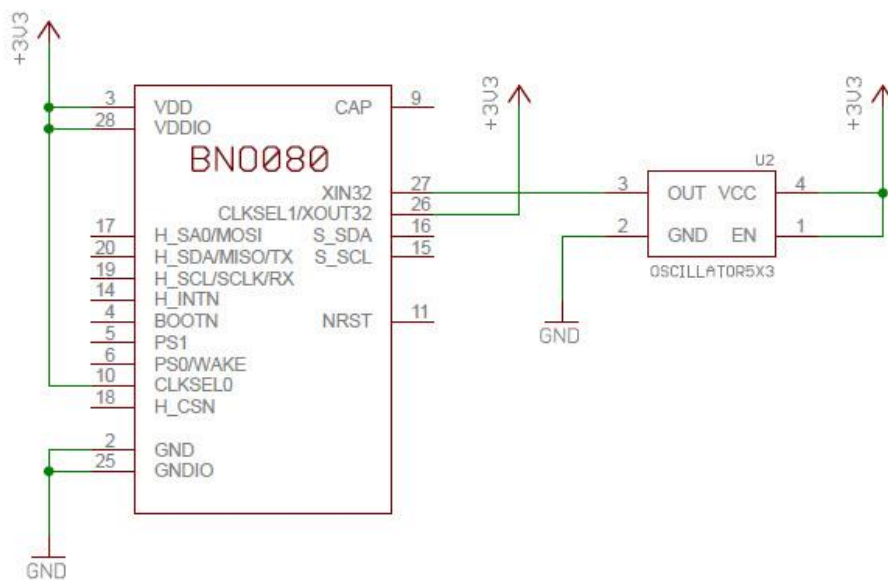 +3V3
3 VDD CAP 9
28 VDDIO
BNO080
+3V3
+3V3
U2
XIN32 27
3 OUT VCC 4
CLKSEL1/XOUT32 26
17 H_SA0/MOSI S_SDA 16
2 GND EN 1
20 H_SDA/MISO/TX S_SCL 15
19 H_SCL/SCLK/RX
OSCILLATOR5X3
14 H_INTN
4 BOOTN NRST 11
GND
5 PS1
6 PS0/WAKE
10 CLKSEL0
18 H_CSN
2 GND
25 GNDIO
GND